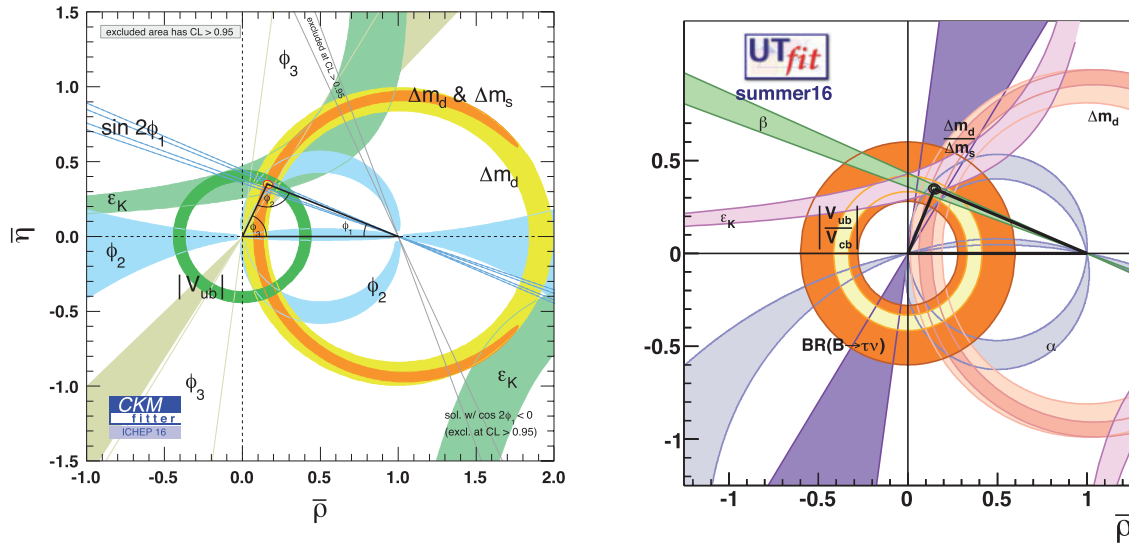 excluded area has CL > 0.95
excluded at CL > 0.95
ϕ3
Δmd & Δms
sin 2ϕ1
Δmd
εK
ϕ2
ϕ2
ϕ3
ϕ1
|Vub|
ϕ2
ϕ3
εK
CKM
fitter
ICHEP 16
sol. w/ cos 2ϕ1 < 0
(excl. at CL > 0.95)
η̅
1.5
1.0
0.5
0.0
-0.5
-1.0
-1.5
-1.0
-0.5
0.0
0.5
1.0
1.5
2.0
ρ̅
UTfit
summer16
β
Δmd
Δms
Δmd
εK
|Vub
Vcb|
BR(B→τν)
α
0.5
0
-0.5
-1
-1
-0.5
0
0.5
1
ρ̅